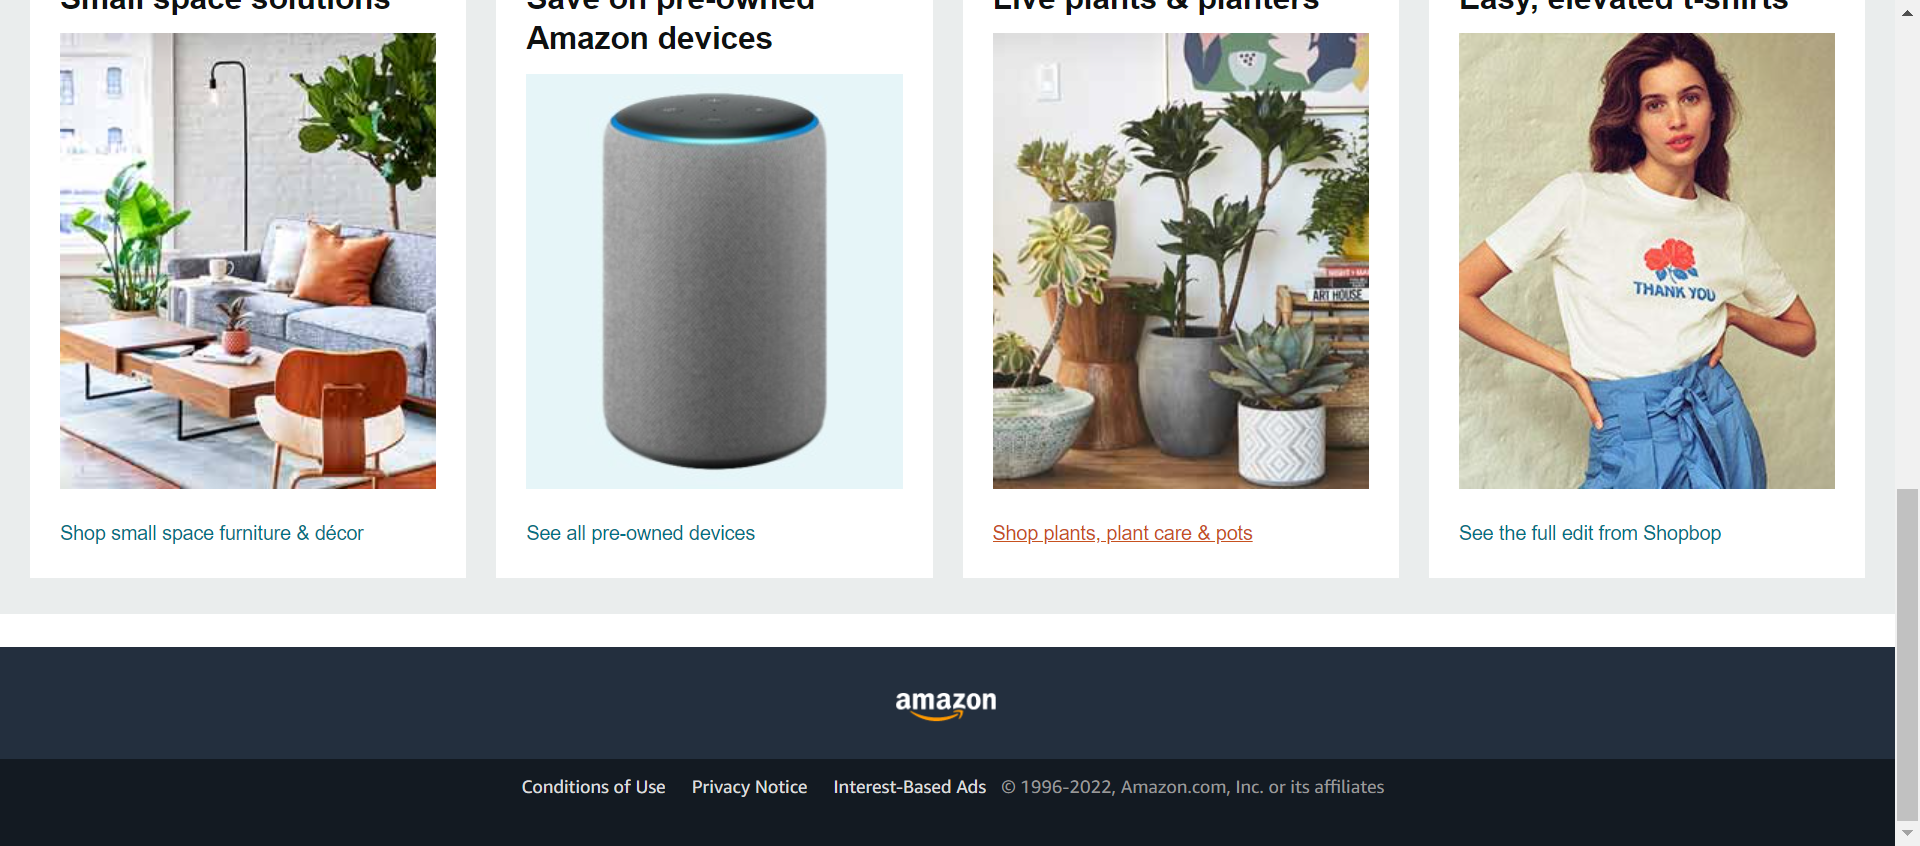 Small space solutions
Save on pre-owned
Amazon devices
Live plants & planters
Easy, elevated t-shirts
ART HOUSE
THANK YOU
Shop small space furniture & décor
See all pre-owned devices
Shop plants, plant care & pots
See the full edit from Shopbop
amazon
Conditions of Use
Privacy Notice
Interest-Based Ads
© 1996-2022, Amazon.com, Inc. or its affiliates